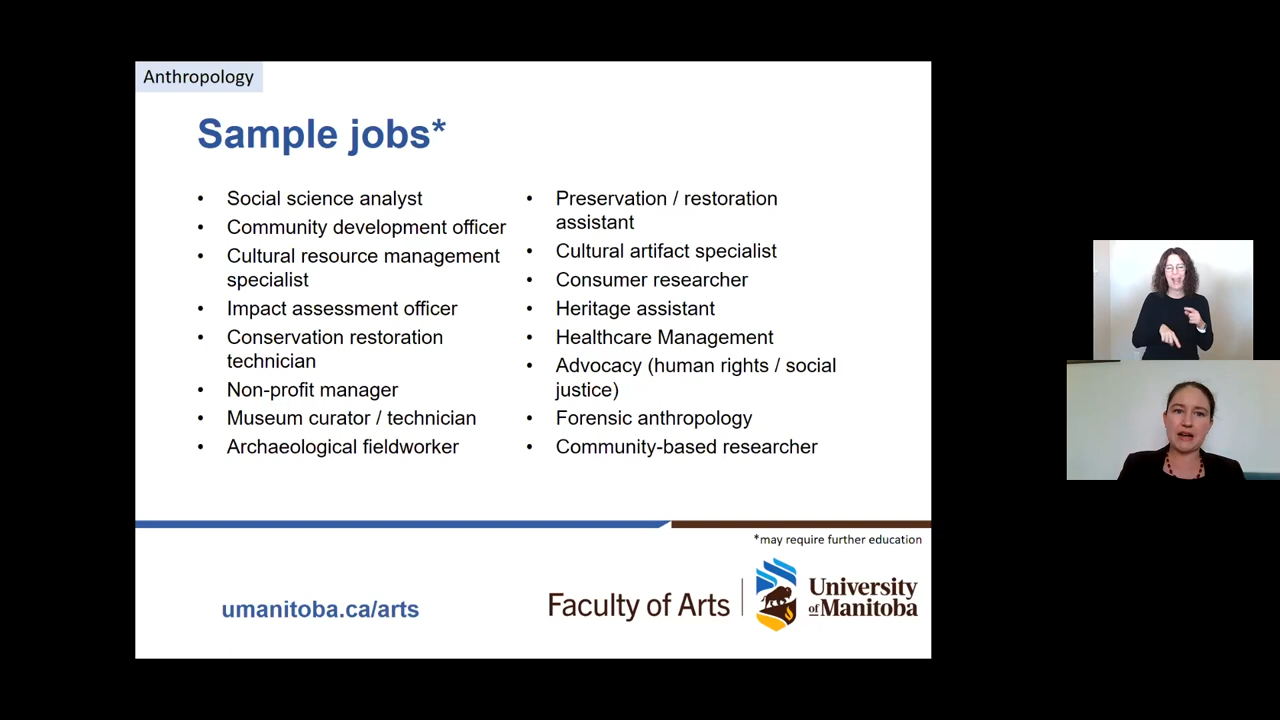 Anthropology
Sample jobs*
• Social science analyst
• Community development officer
• Cultural resource management
specialist
• Impact assessment officer
• Conservation restoration
technician
• Non-profit manager
• Museum curator / technician
• Archaeological fieldworker
• Preservation / restoration
assistant
• Cultural artifact specialist
• Consumer researcher
• Heritage assistant
• Healthcare Management
• Advocacy (human rights / social
justice)
• Forensic anthropology
• Community-based researcher
*may require further education
umanitoba.ca/arts
Faculty of Arts
University
of Manitoba